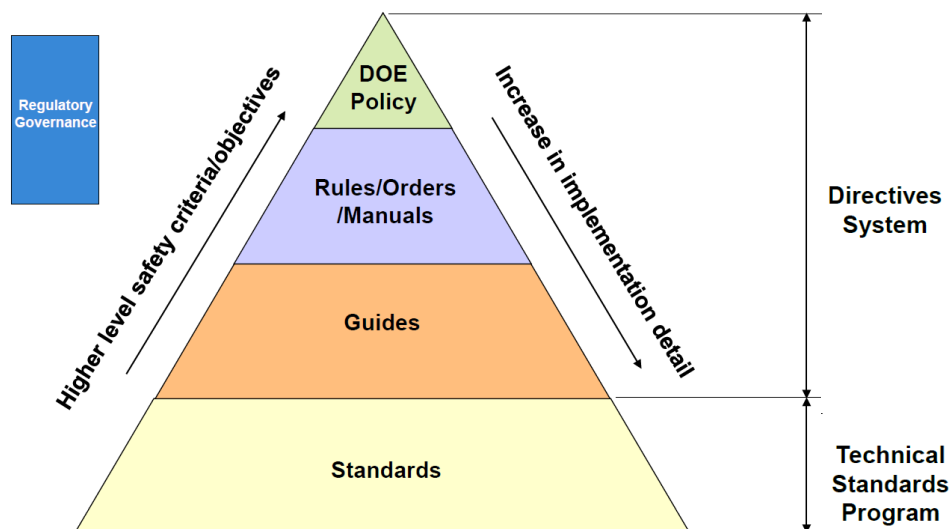 Regulatory
Governance
Higher level safety criteria/objectives
DOE
Policy
Rules/Orders
/Manuals
Guides
Standards
Increase in implementation detail
Directives
System
Technical
Standards
Program